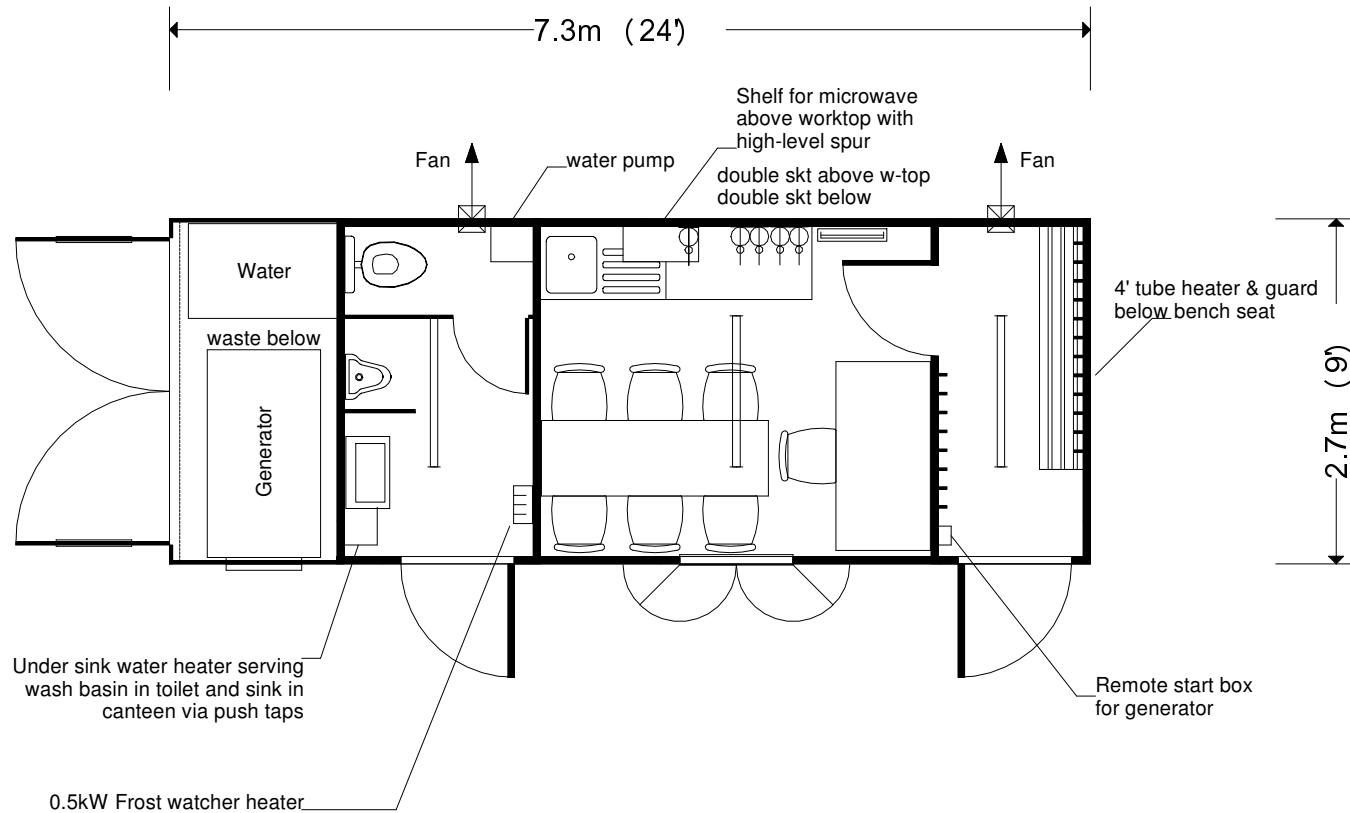 7.3m (24')
Shelf for microwave
above worktop with
high-level spur
Fan
water pump
Fan
double skt above w-top
double skt below
Water
4' tube heater & guard
below bench seat
waste below
Generator
2.7m (9')
Under sink water heater serving
wash basin in toilet and sink in
canteen via push taps
Remote start box
for generator
0.5kW Frost watcher heater